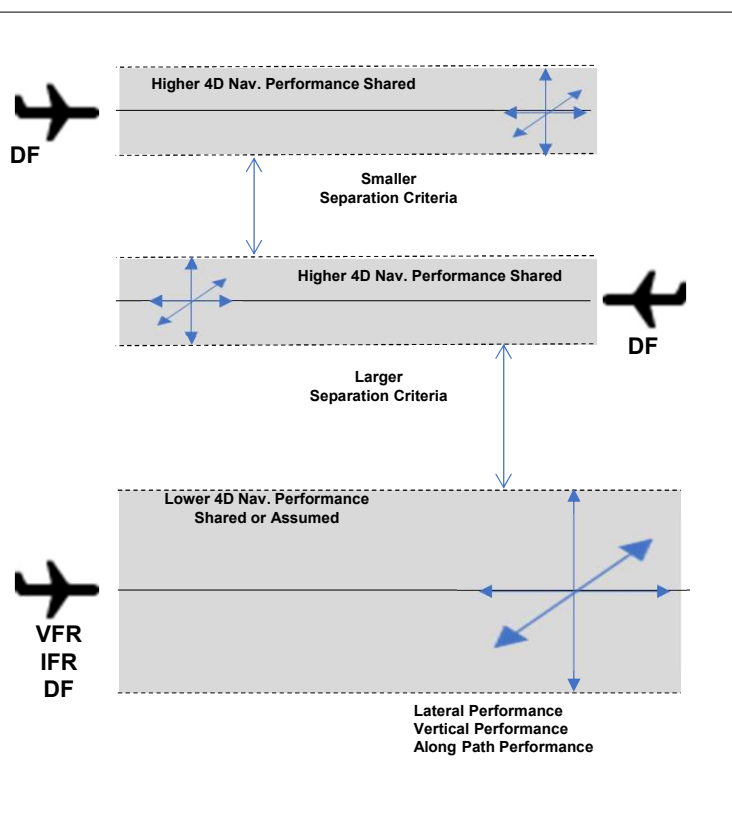 Higher 4D Nav. Performance Shared
DF
Smaller
Separation Criteria
Higher 4D Nav. Performance Shared
DF
Larger
Separation Criteria
Lower 4D Nav. Performance
Shared or Assumed
VFR
IFR
DF
Lateral Performance
Vertical Performance
Along Path Performance